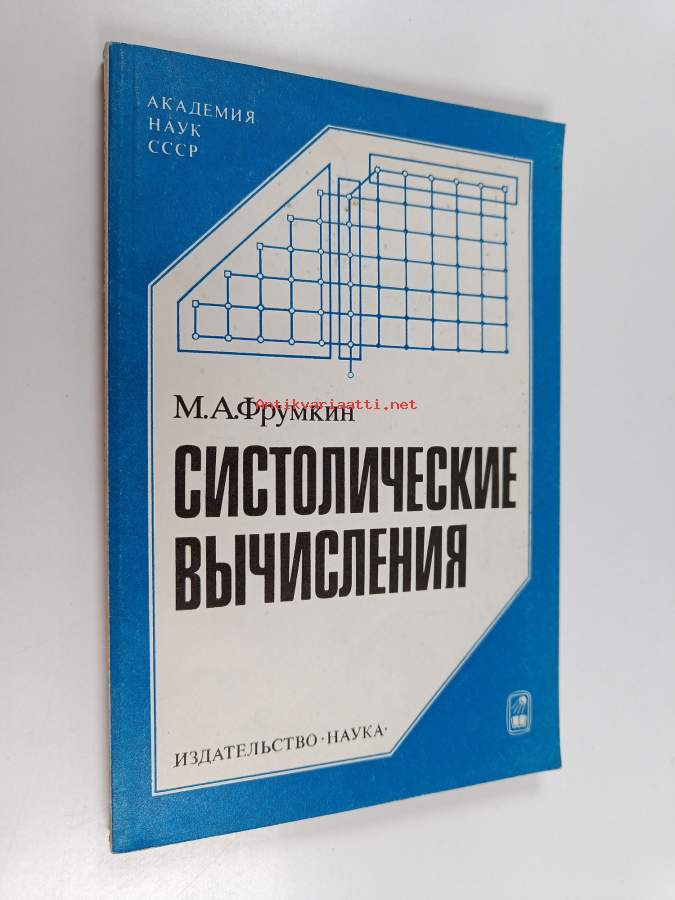 АКАДЕМИЯ
НАУК
СССР
М.А.Фрумкин
Antikvariaatti.net
СИСТОЛИЧЕСКИЕ
ВЫЧИСЛЕНИЯ
ИЗДАТЕЛЬСТВО·НАУКА·